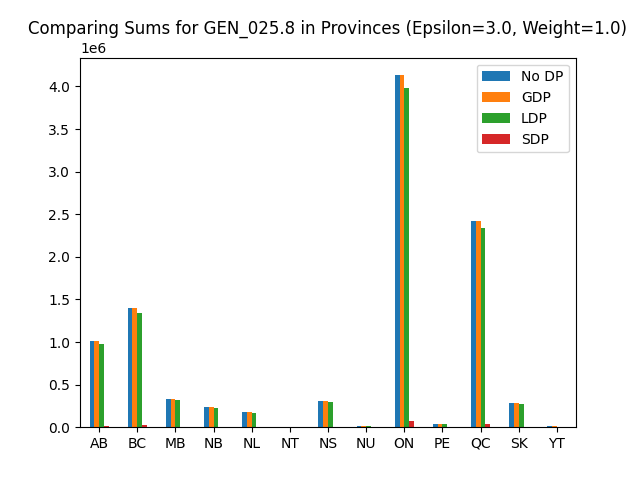 Comparing Sums for GEN_025.8 in Provinces (Epsilon=3.0, Weight=1.0)
1e6
No DP
GDP
LDP
SDP
4.0
3.5
3.0
2.5
2.0
1.5
1.0
0.5
0.0
AB BC MB NB NL NT NS NU ON PE QC SK YT